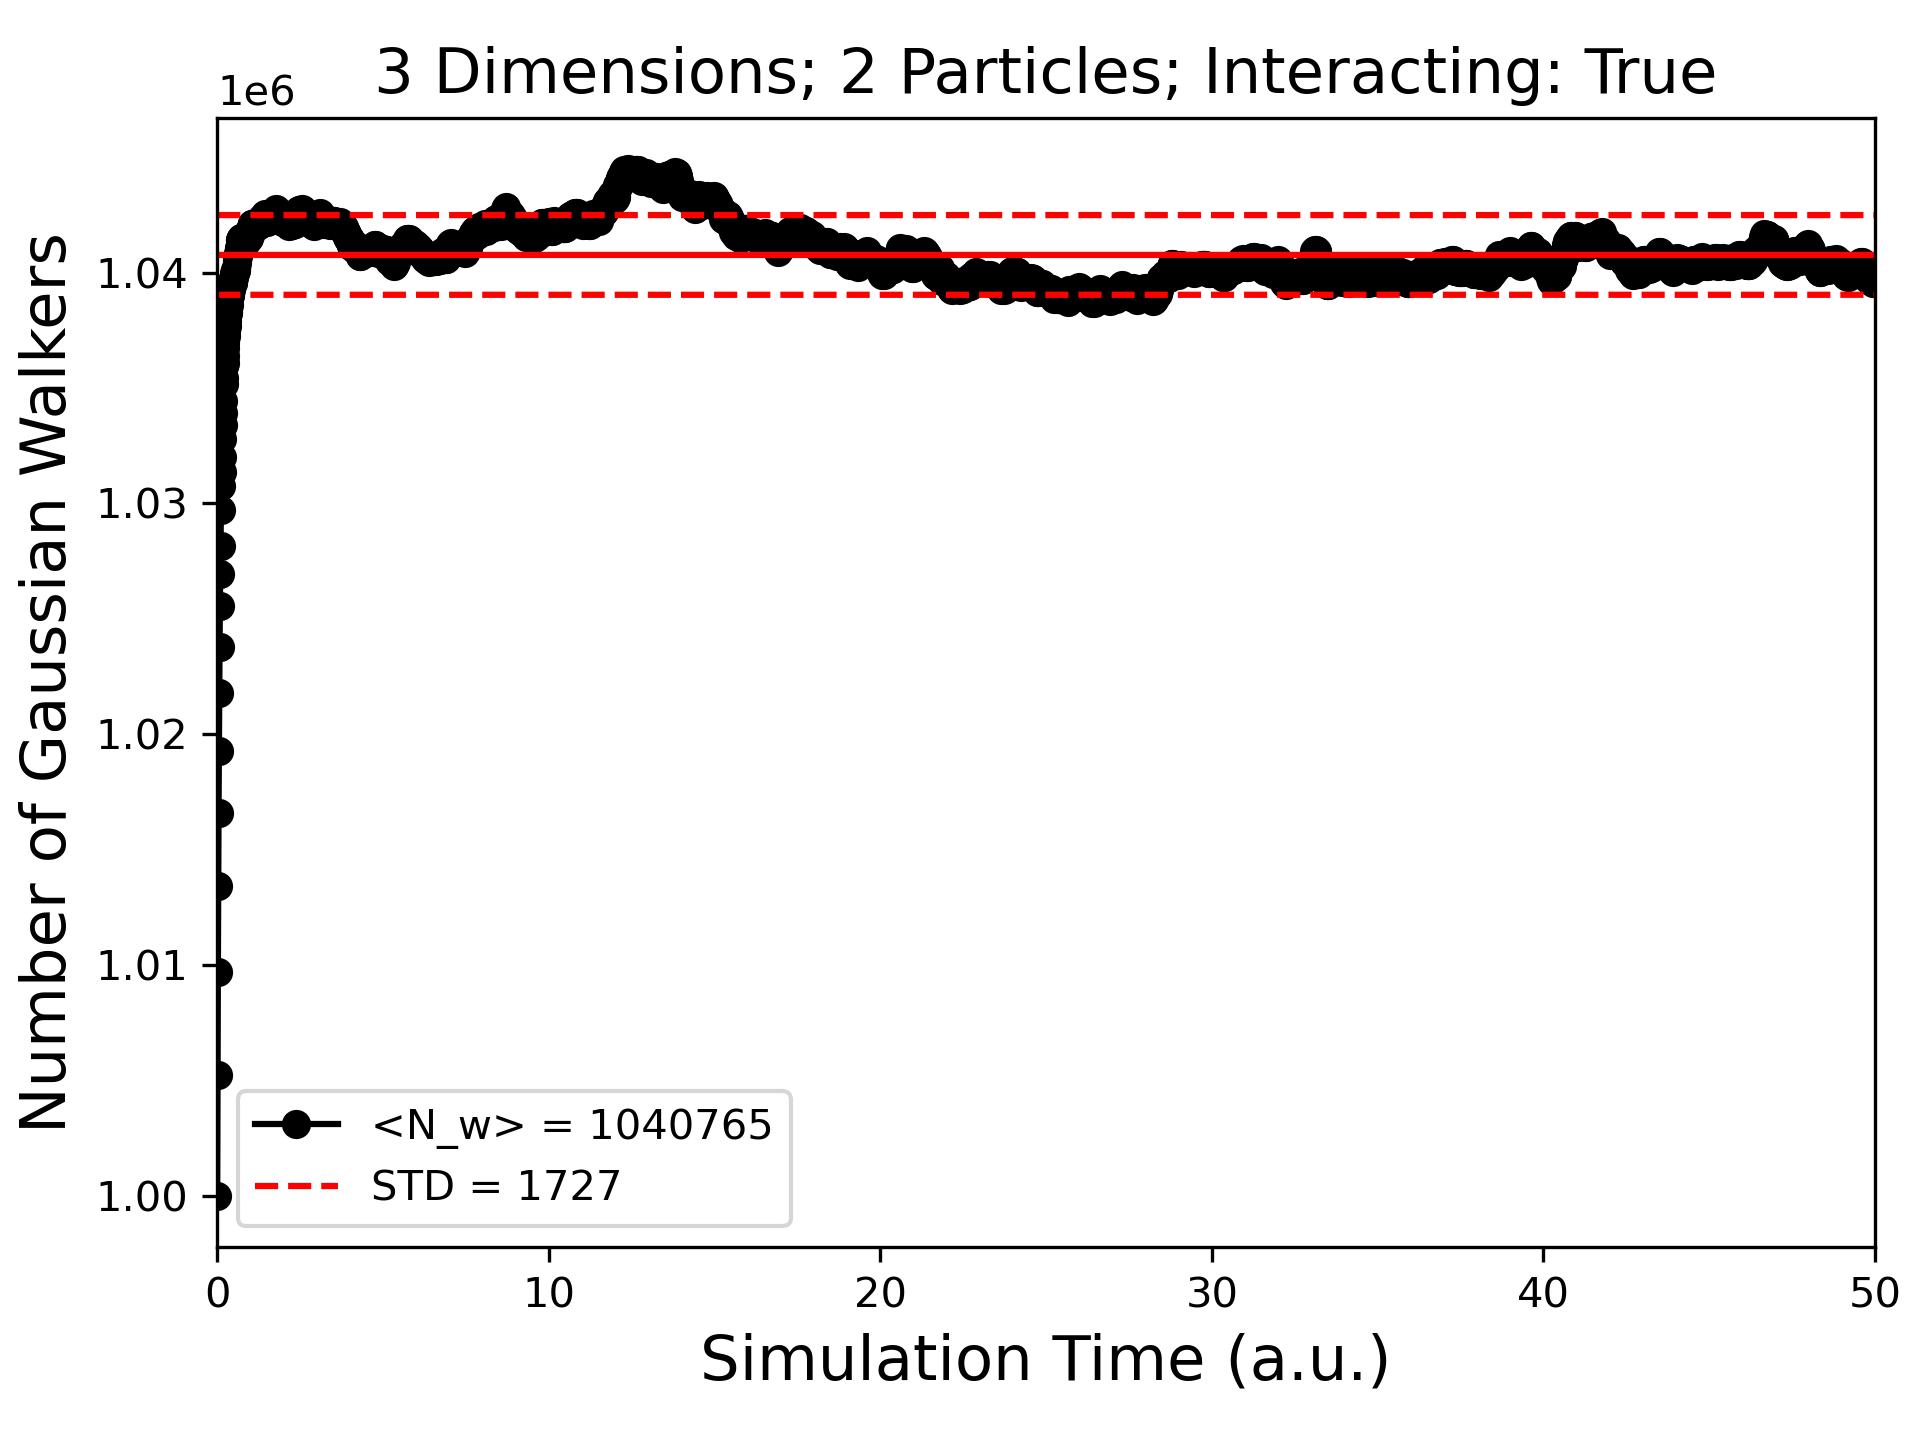 3 Dimensions; 2 Particles; Interacting: True
1e6
Number of Gaussian Walkers
1.04
1.03
1.02
1.01
1.00
<N_w> = 1040765
STD = 1727
0 10 20 30 40 50
Simulation Time (a.u.)